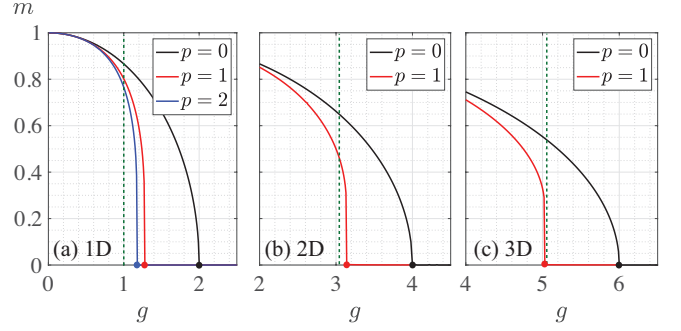 m
1
0.8
0.6
0.4
0.2
0
p = 0
p = 1
p = 2
(a) 1D
0 1 2
g
p = 0
p = 1
(b) 2D
2 3 4 5
g
p = 0
p = 1
(c) 3D
4 5 6
g